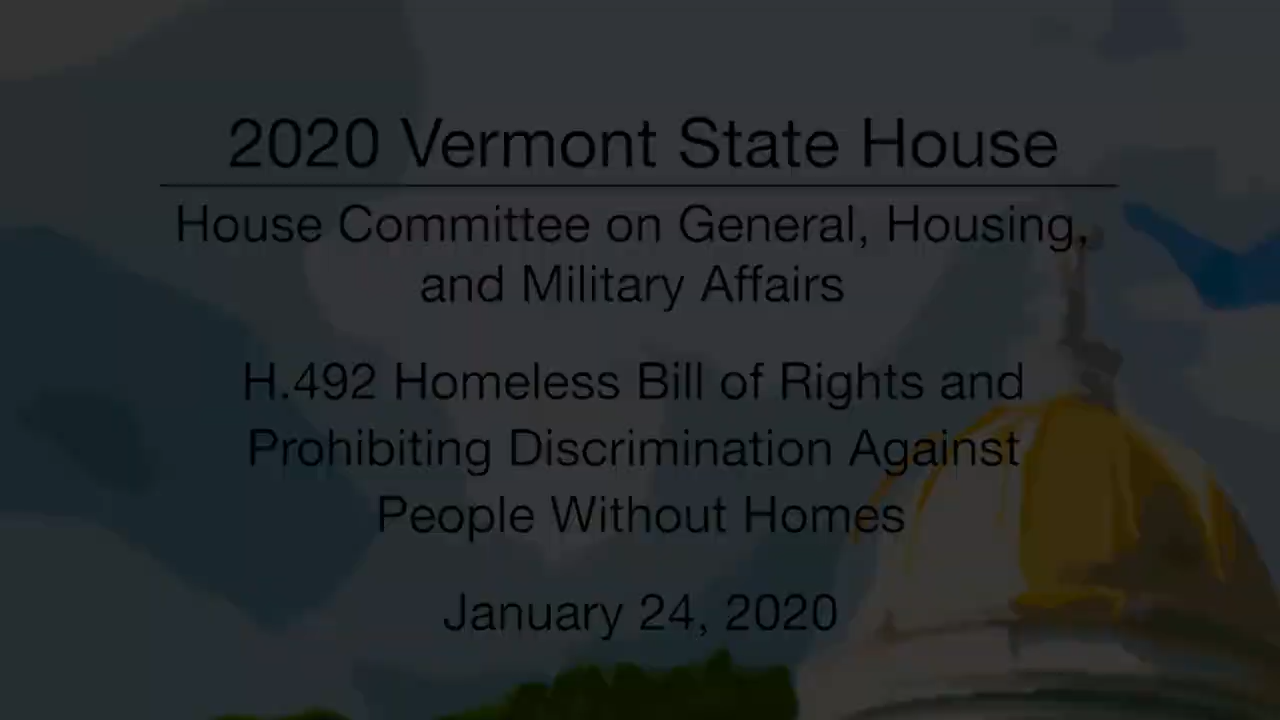 2020 Vermont State House
House Committee on General, Housing,
and Military Affairs
H.492 Homeless Bill of Rights and
Prohibiting Discrimination Against
People Without Homes
January 24, 2020